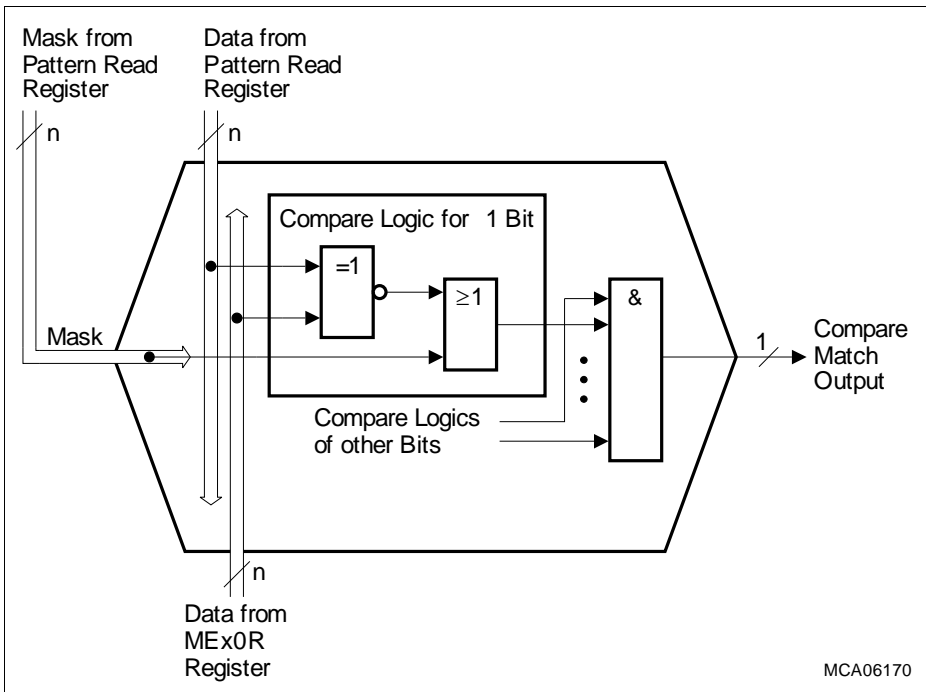 Mask from
Pattern Read
Register
Data from
Pattern Read
Register
n
n
Compare Logic for 1 Bit
=1
≥1
&
Mask
1
Compare
Match
Output
Compare Logics
of other Bits
n
Data from
MEx0R
Register
MCA06170